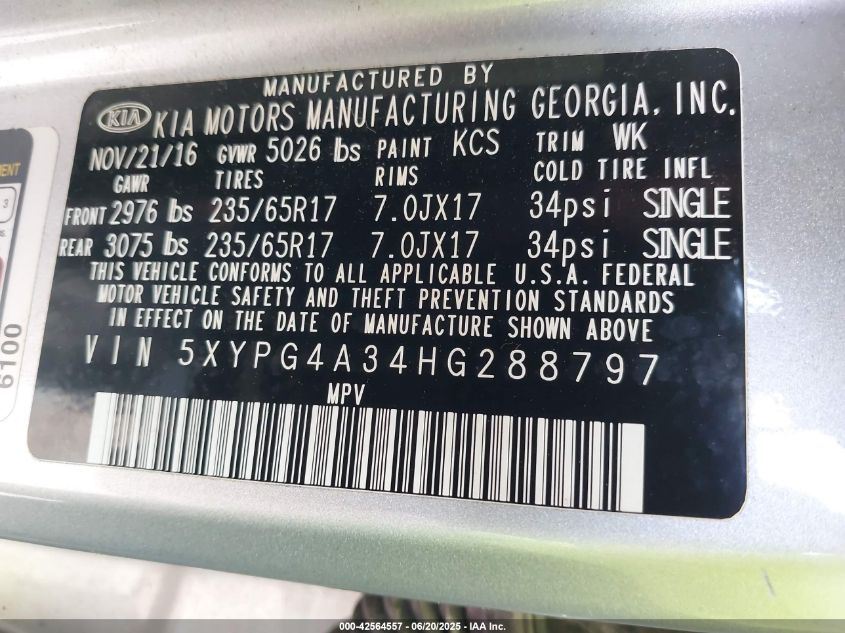 MANUFACTURED BY
KIA KIA MOTORS MANUFACTURING GEORGIA, INC.
NOV/21/16 GVWR 5026 lbs PAINT KCS TRIM WK
GAWR TIRES RIMS COLD TIRE INFL
FRONT 2976 lbs 235/65R17 7.0JX17 34psi SINGLE
REAR 3075 lbs 235/65R17 7.0JX17 34psi SINGLE
THIS VEHICLE CONFORMS TO ALL APPLICABLE U.S.A. FEDERAL
MOTOR VEHICLE SAFETY AND THEFT PREVENTION STANDARDS
IN EFFECT ON THE DATE OF MANUFACTURE SHOWN ABOVE
VIN 5XYPG4A34HG288797
MPV
3
6100
000-42564557 - 06/20/2025 - IAA Inc.